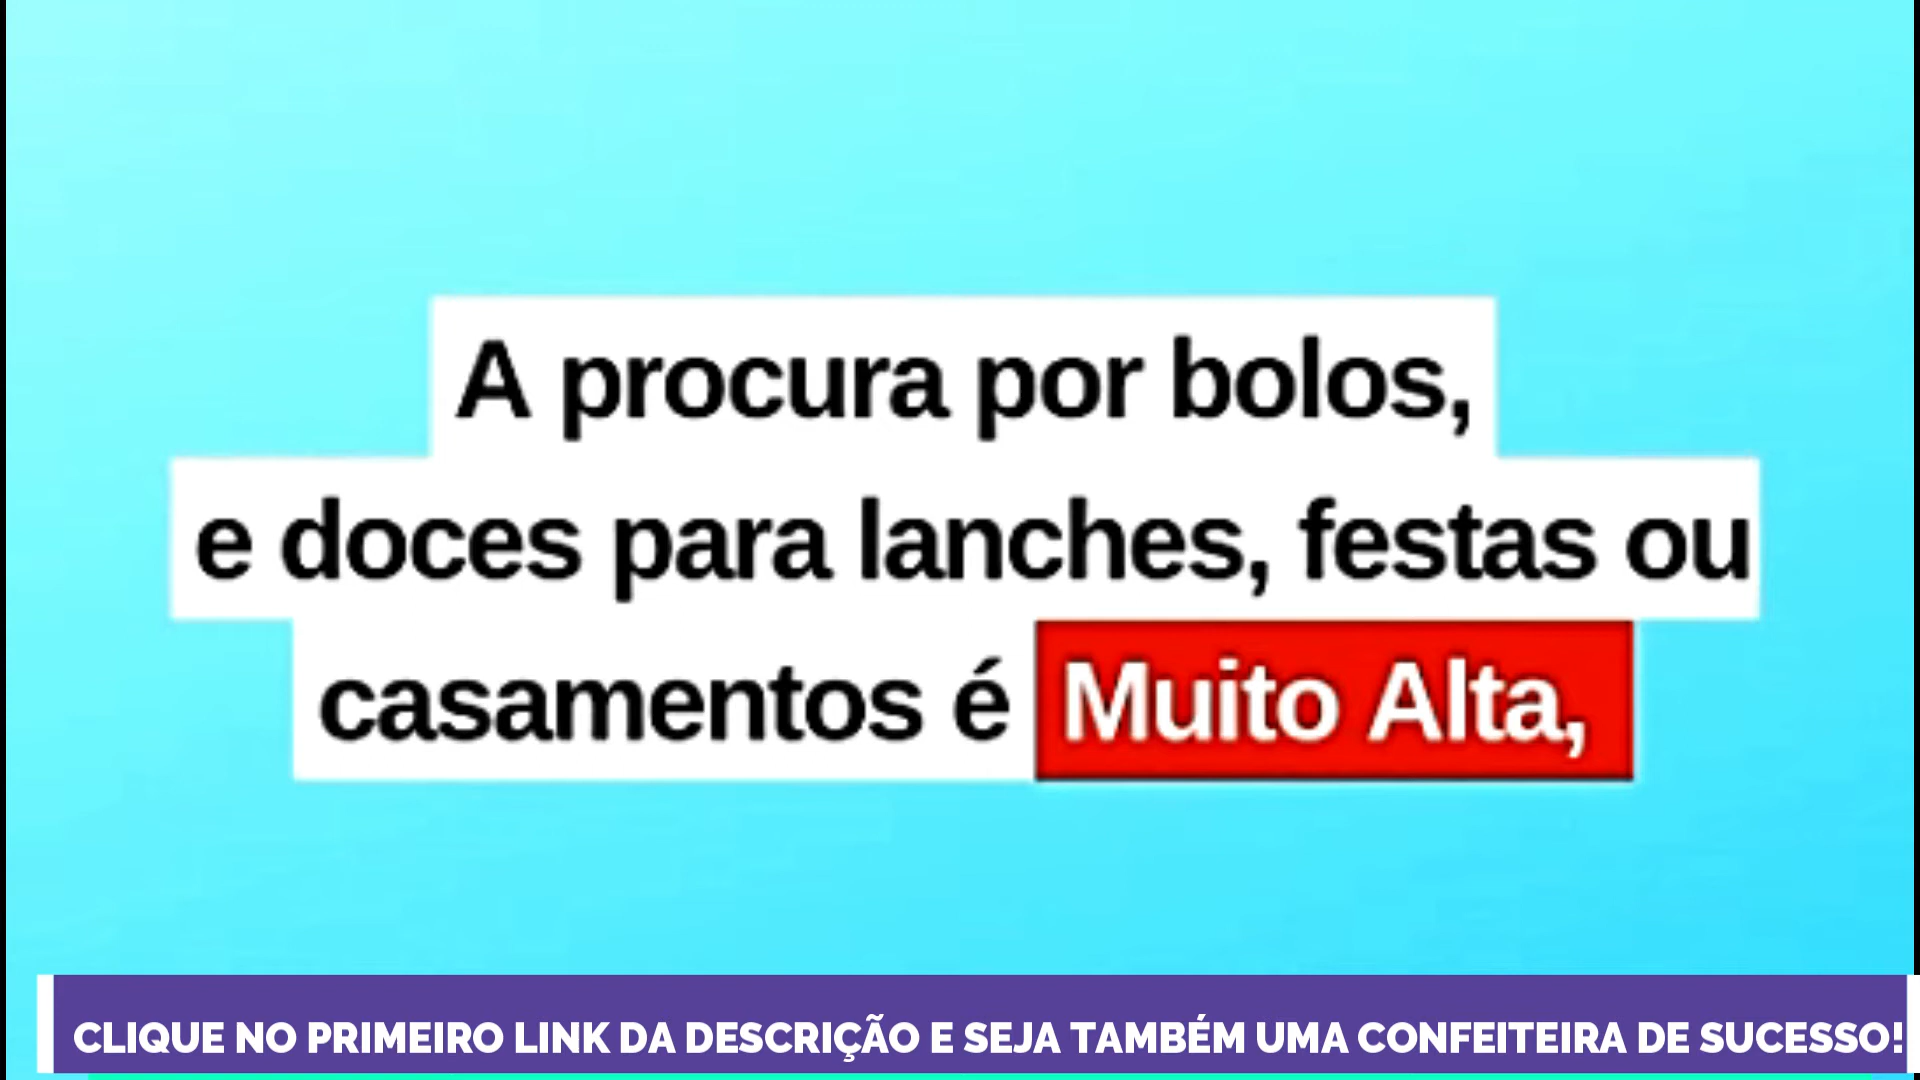 A procura por bolos,
e doces para lanches, festas ou
casamentos é Muito Alta,
CLIQUE NO PRIMEIRO LINK DA DESCRIÇÃO E SEJA TAMBÉM UMA CONFEITEIRA DE SUCESSO!